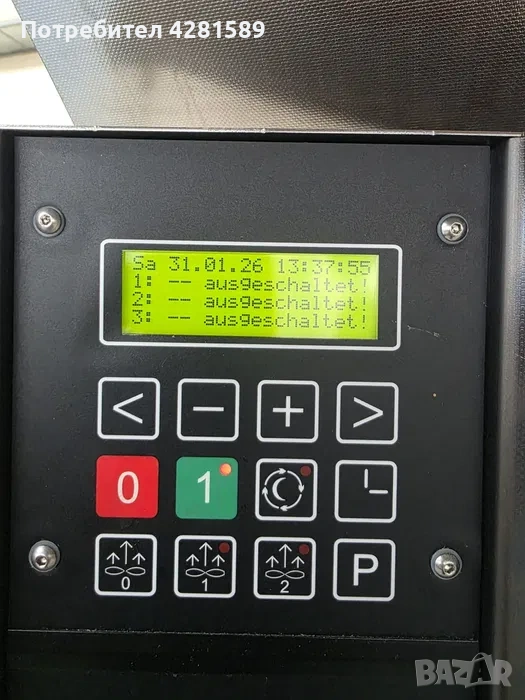 Потребител 4281589
Sa 31.01.26 13:37:55
1: -- ausgeschaltet!
2: -- ausgeschaltet!
3: -- ausgeschaltet!
< - + >
0 1
0 1 2 P
BAZAR